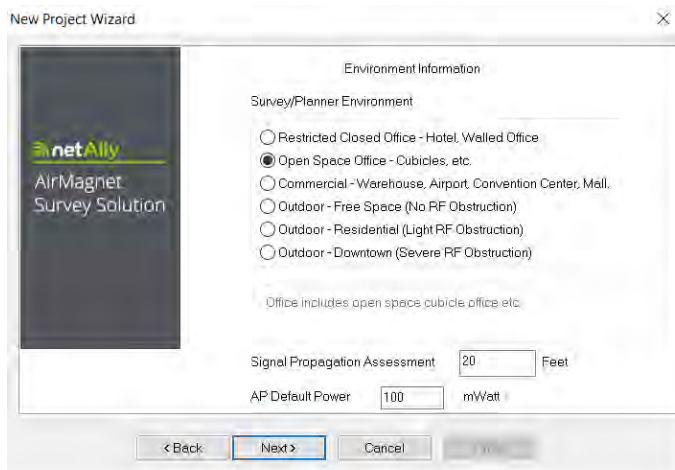 New Project Wizard
Environment Information
Survey/Planner Environment
Restricted Closed Office - Hotel, Walled Office
Open Space Office - Cubicles, etc.
Commercial - Warehouse, Airport, Convention Center, Mall.
Outdoor - Free Space (No RF Obstruction)
Outdoor - Residential (Light RF Obstruction)
Outdoor - Downtown (Severe RF Obstruction)
netAlly
AirMagnet
Survey Solution
Office includes open space cubicle office etc.
Signal Propagation Assessment 20 Feet
AP Default Power 100 mWatt
< Back Next > Cancel